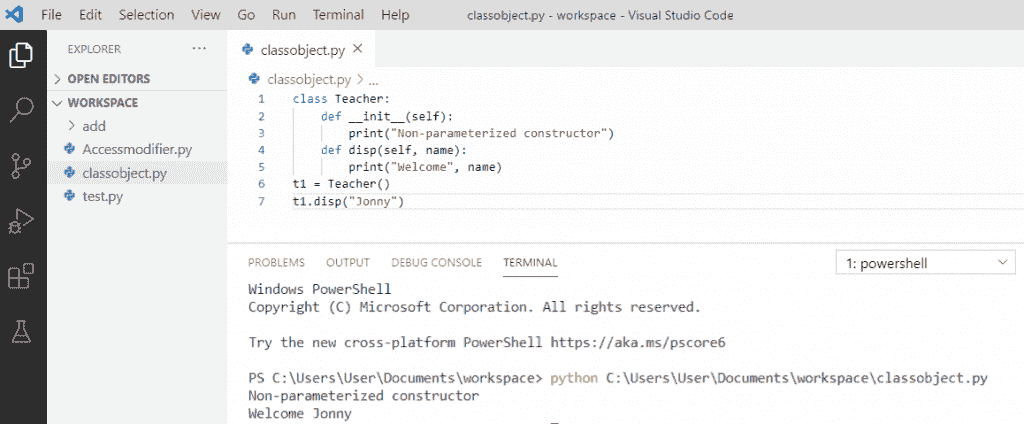 File Edit Selection View Go Run Terminal Help classobject.py - workspace - Visual Studio Code
EXPLORER ...
OPEN EDITORS
WORKSPACE
add
Accessmodifier.py
classobject.py
test.py
classobject.py
classobject.py > ...
1 class Teacher:
2     def __init__(self):
3         print("Non-parameterized constructor")
4     def disp(self, name):
5         print("Welcome", name)
6 t1 = Teacher()
7 t1.disp("Jonny")
PROBLEMS OUTPUT DEBUG CONSOLE TERMINAL 1: powershell
Windows PowerShell
Copyright (C) Microsoft Corporation. All rights reserved.
Try the new cross-platform PowerShell https://aka.ms/pscore6
PS C:\Users\User\Documents\workspace> python C:\Users\User\Documents\workspace\classobject.py
Non-parameterized constructor
Welcome Jonny